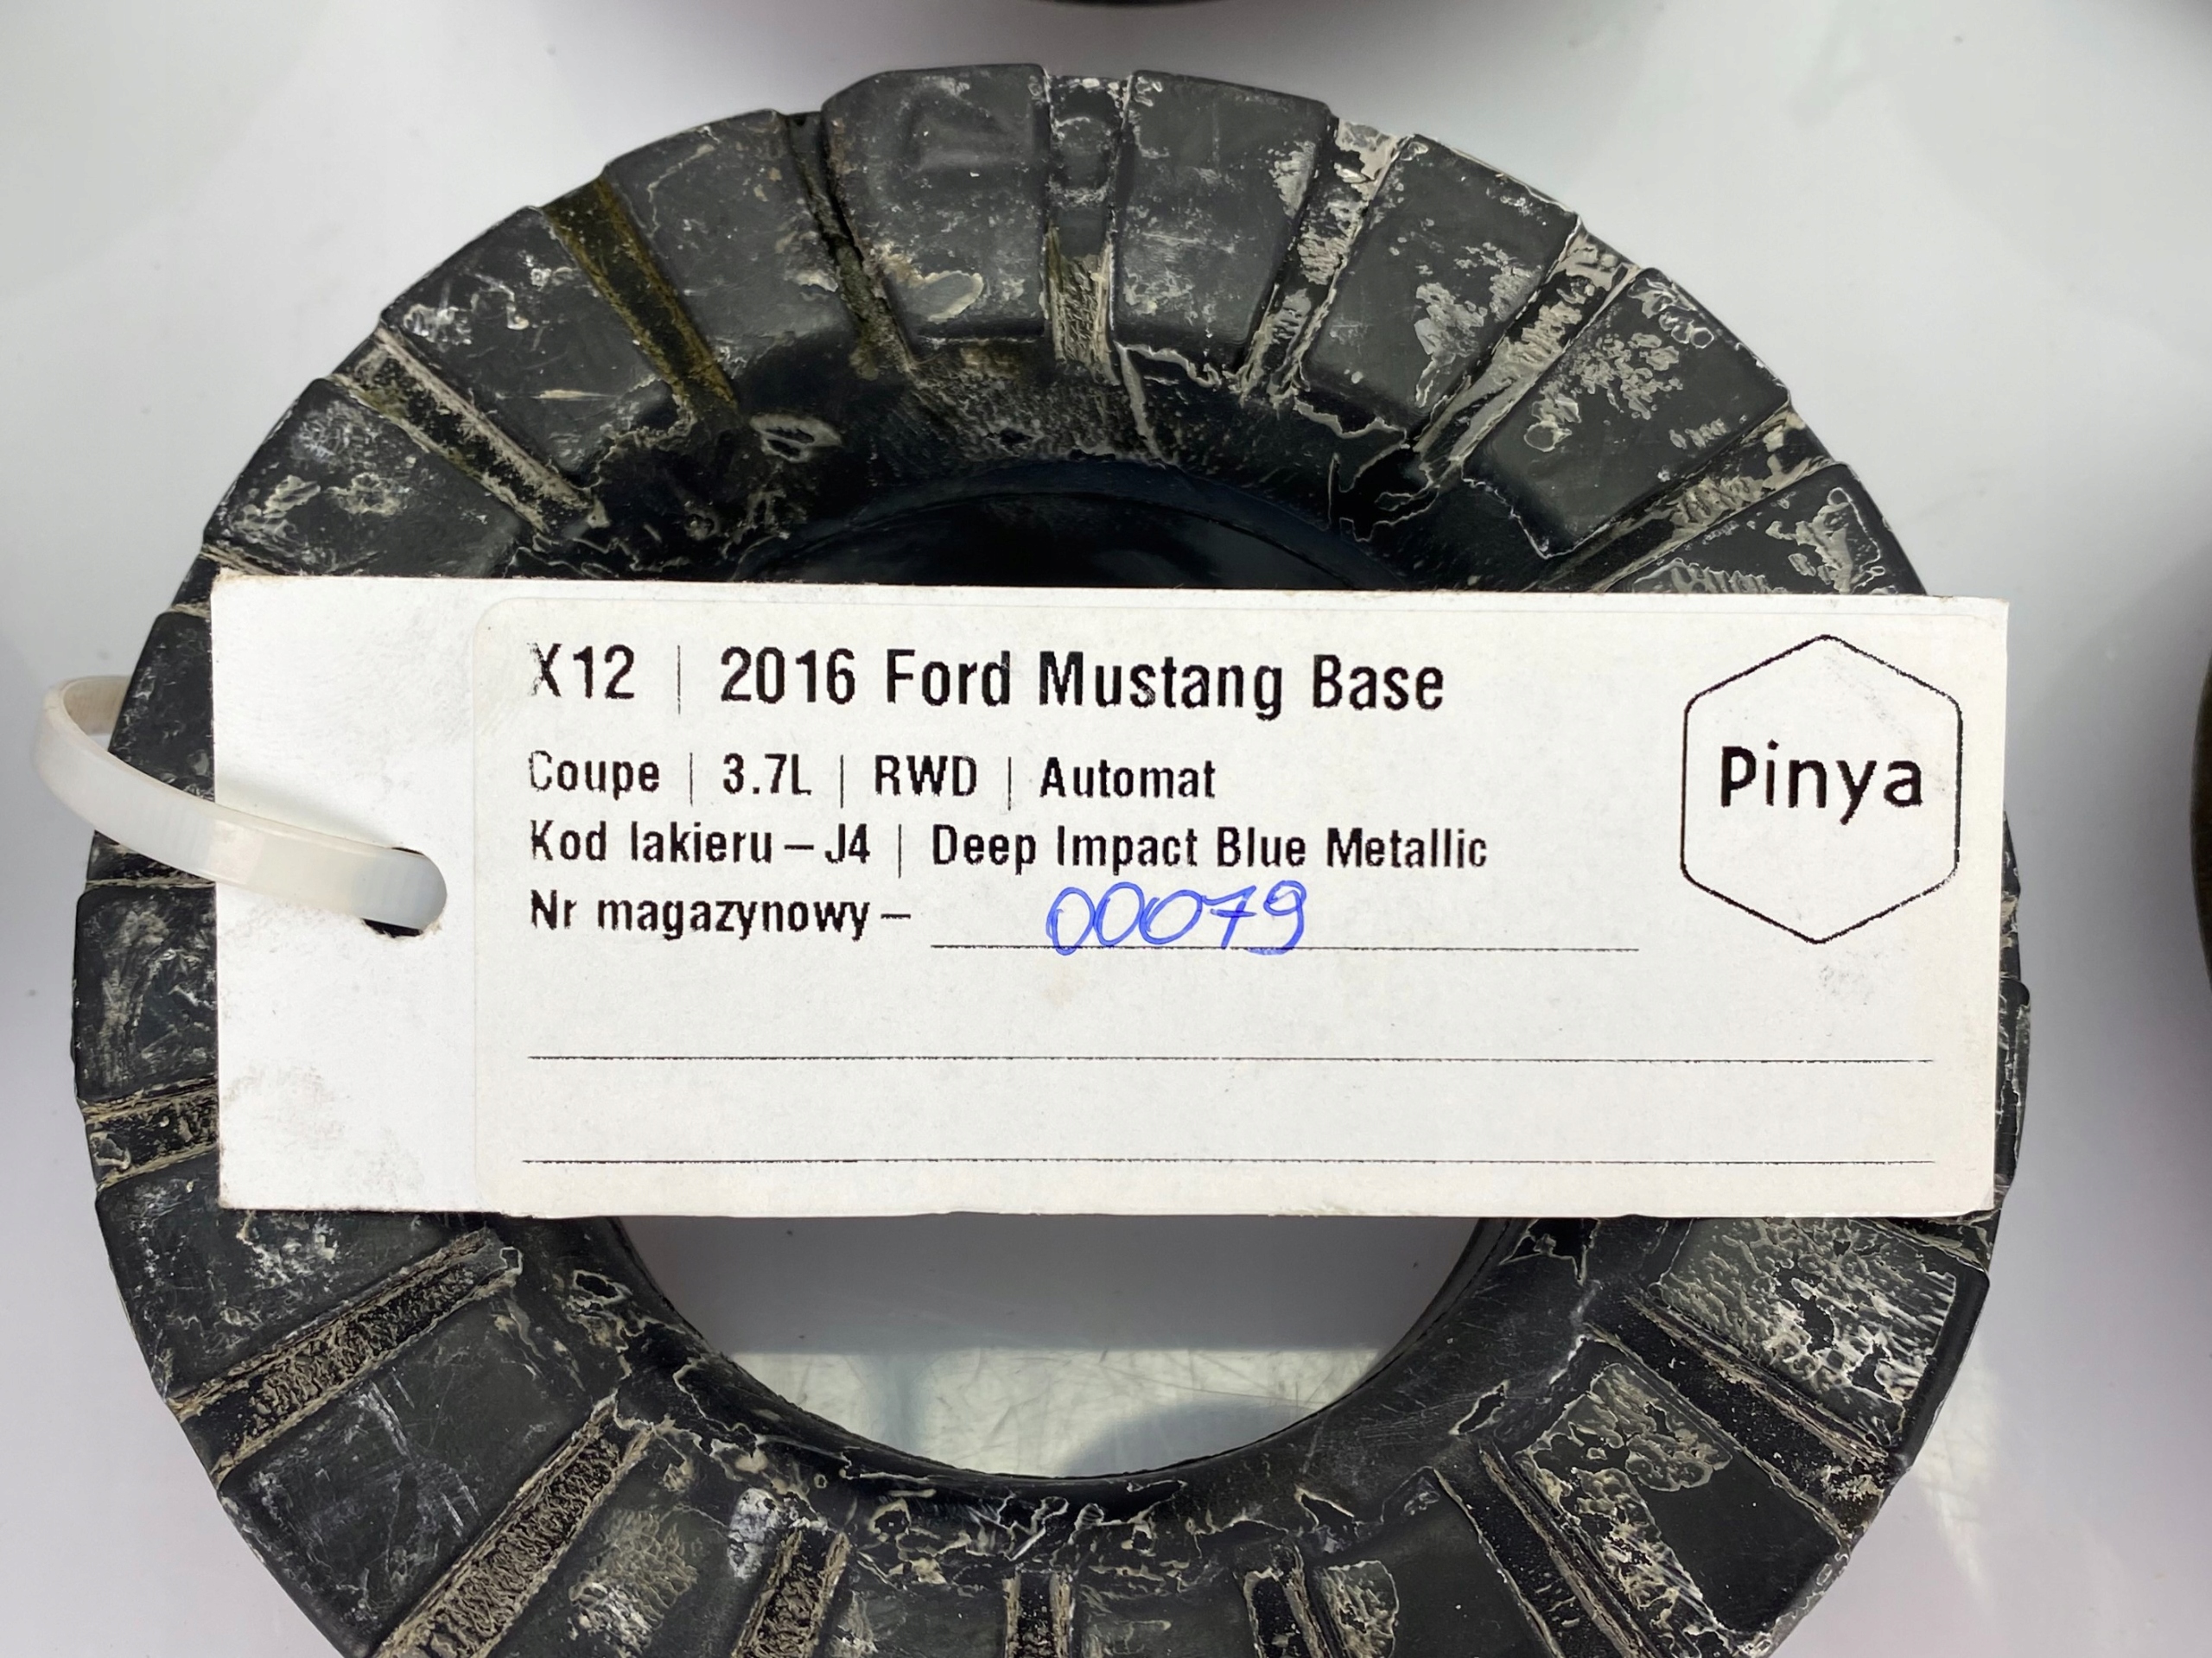 X12 | 2016 Ford Mustang Base
Coupe | 3.7L | RWD | Automat
Kod lakieru – J4 | Deep Impact Blue Metallic
Nr magazynowy – 00079
Pinya